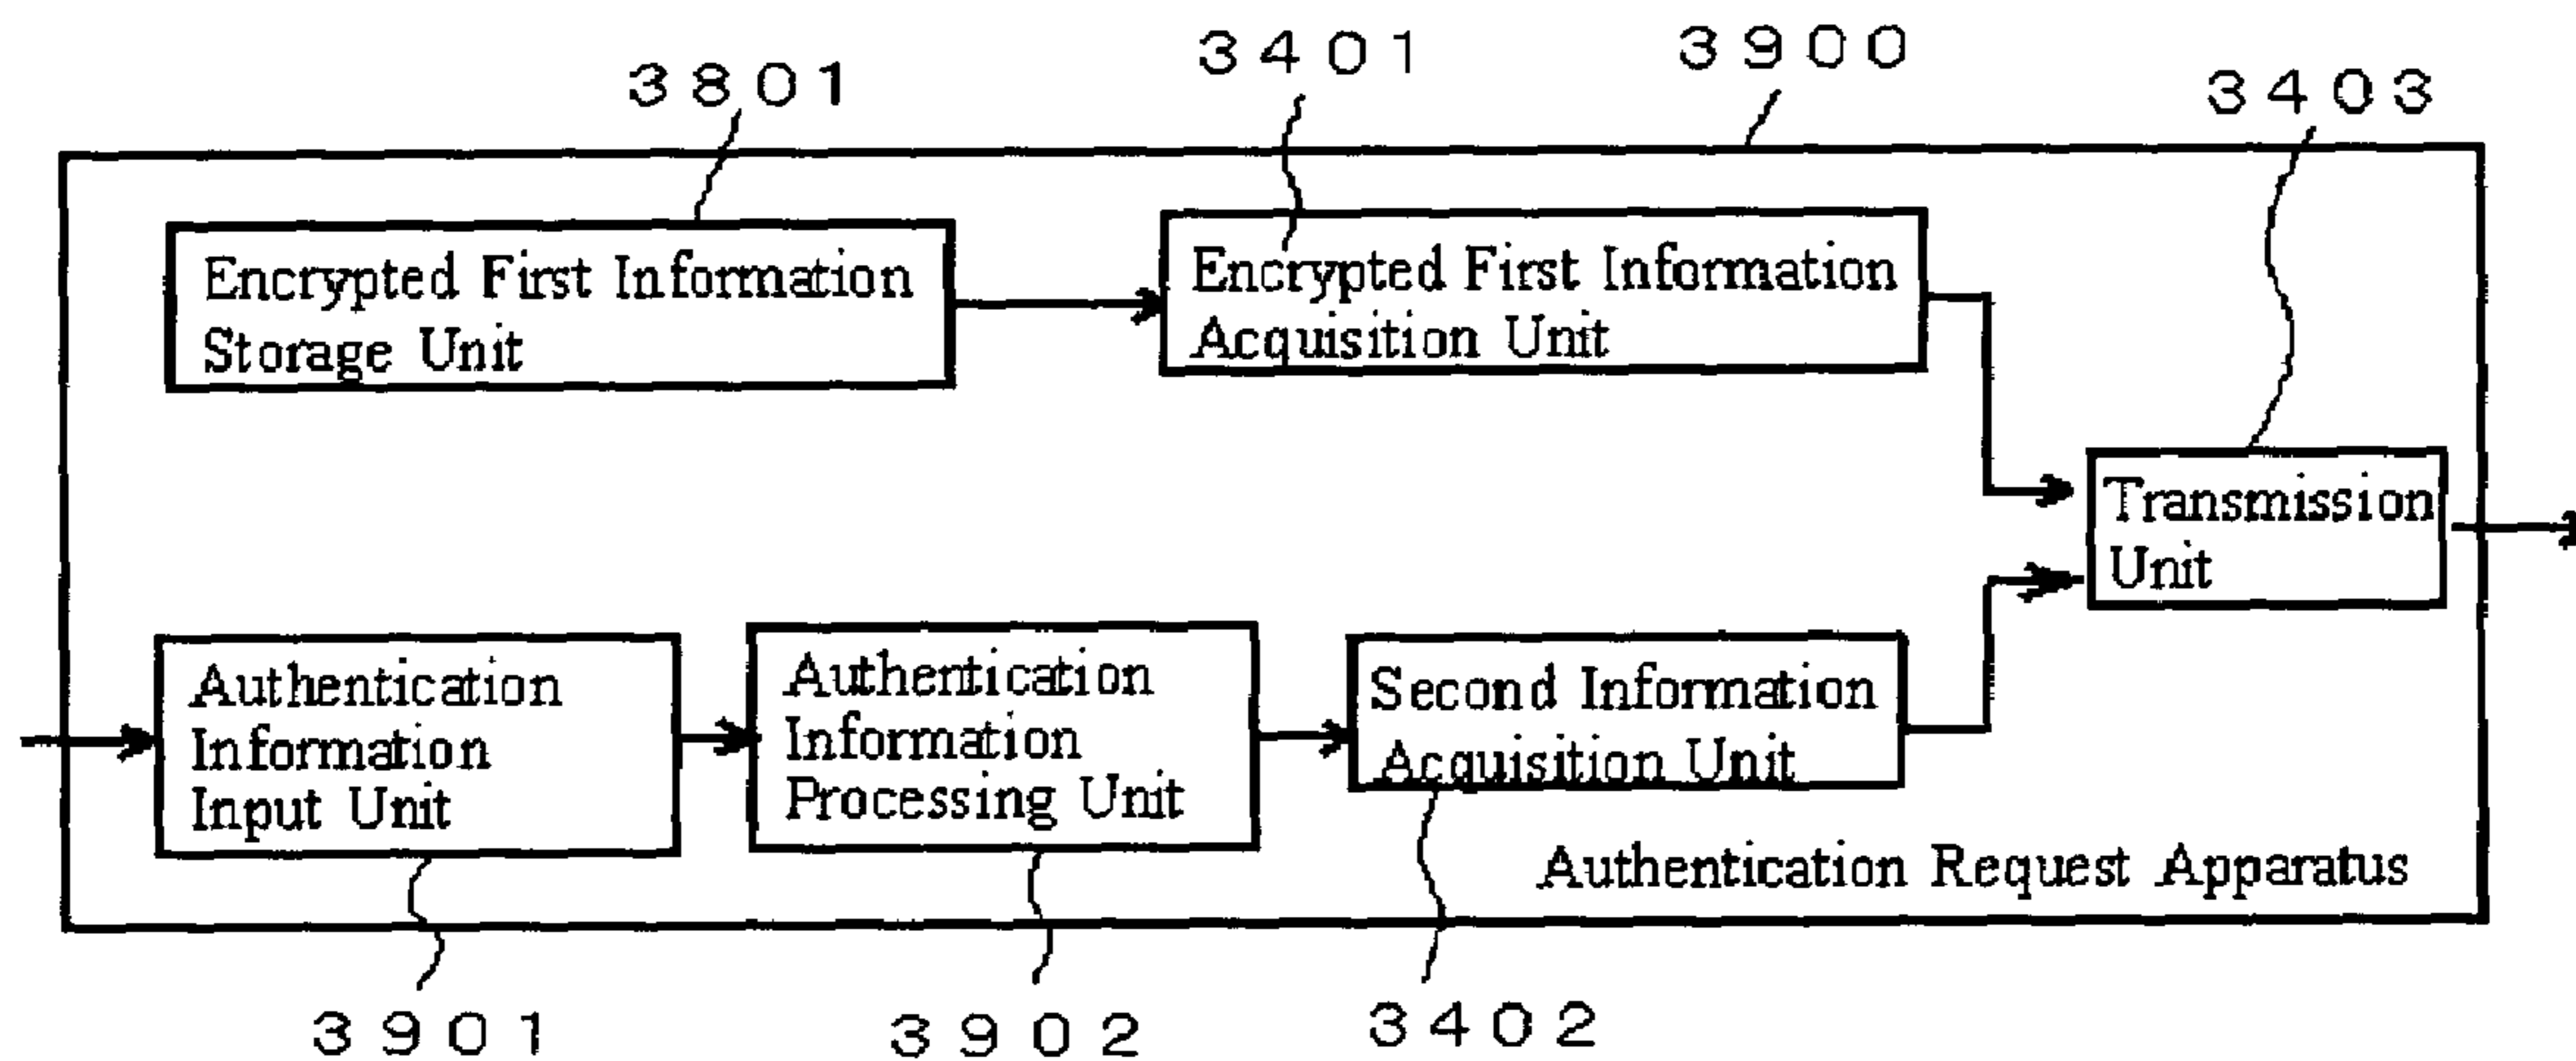 3801
3401
3900
3403
Encrypted First Information
Storage Unit
Encrypted First Information
Acquisition Unit
Transmission
Unit
Authentication
Information
Input Unit
Authentication
Information
Processing Unit
Second Information
Acquisition Unit
Authentication Request Apparatus
3901
3902
3402